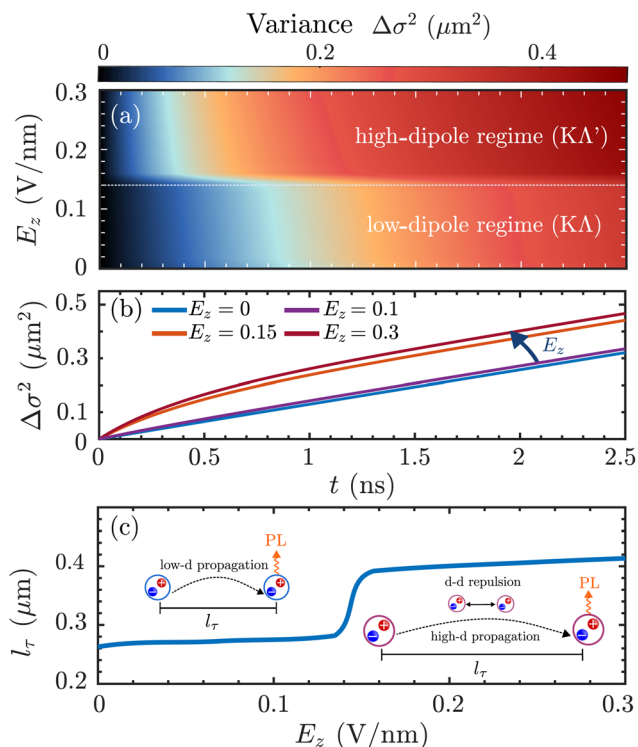 Variance Δσ² (μm²)
0 0.2 0.4
(a)
0.3
0.2
0.1
0
E_z (V/nm)
high-dipole regime (KΛ')
low-dipole regime (KΛ)
(b)
E_z = 0 E_z = 0.1
E_z = 0.15 E_z = 0.3
E_z
0.5
0.3
0.1
0
Δσ² (μm²)
0 0.5 1 1.5 2 2.5
t (ns)
(c)
PL
low-d propagation
l_τ
d-d repulsion
PL
high-d propagation
l_τ
0.4
0.3
0.2
l_τ (μm)
0 0.1 0.2 0.3
E_z (V/nm)